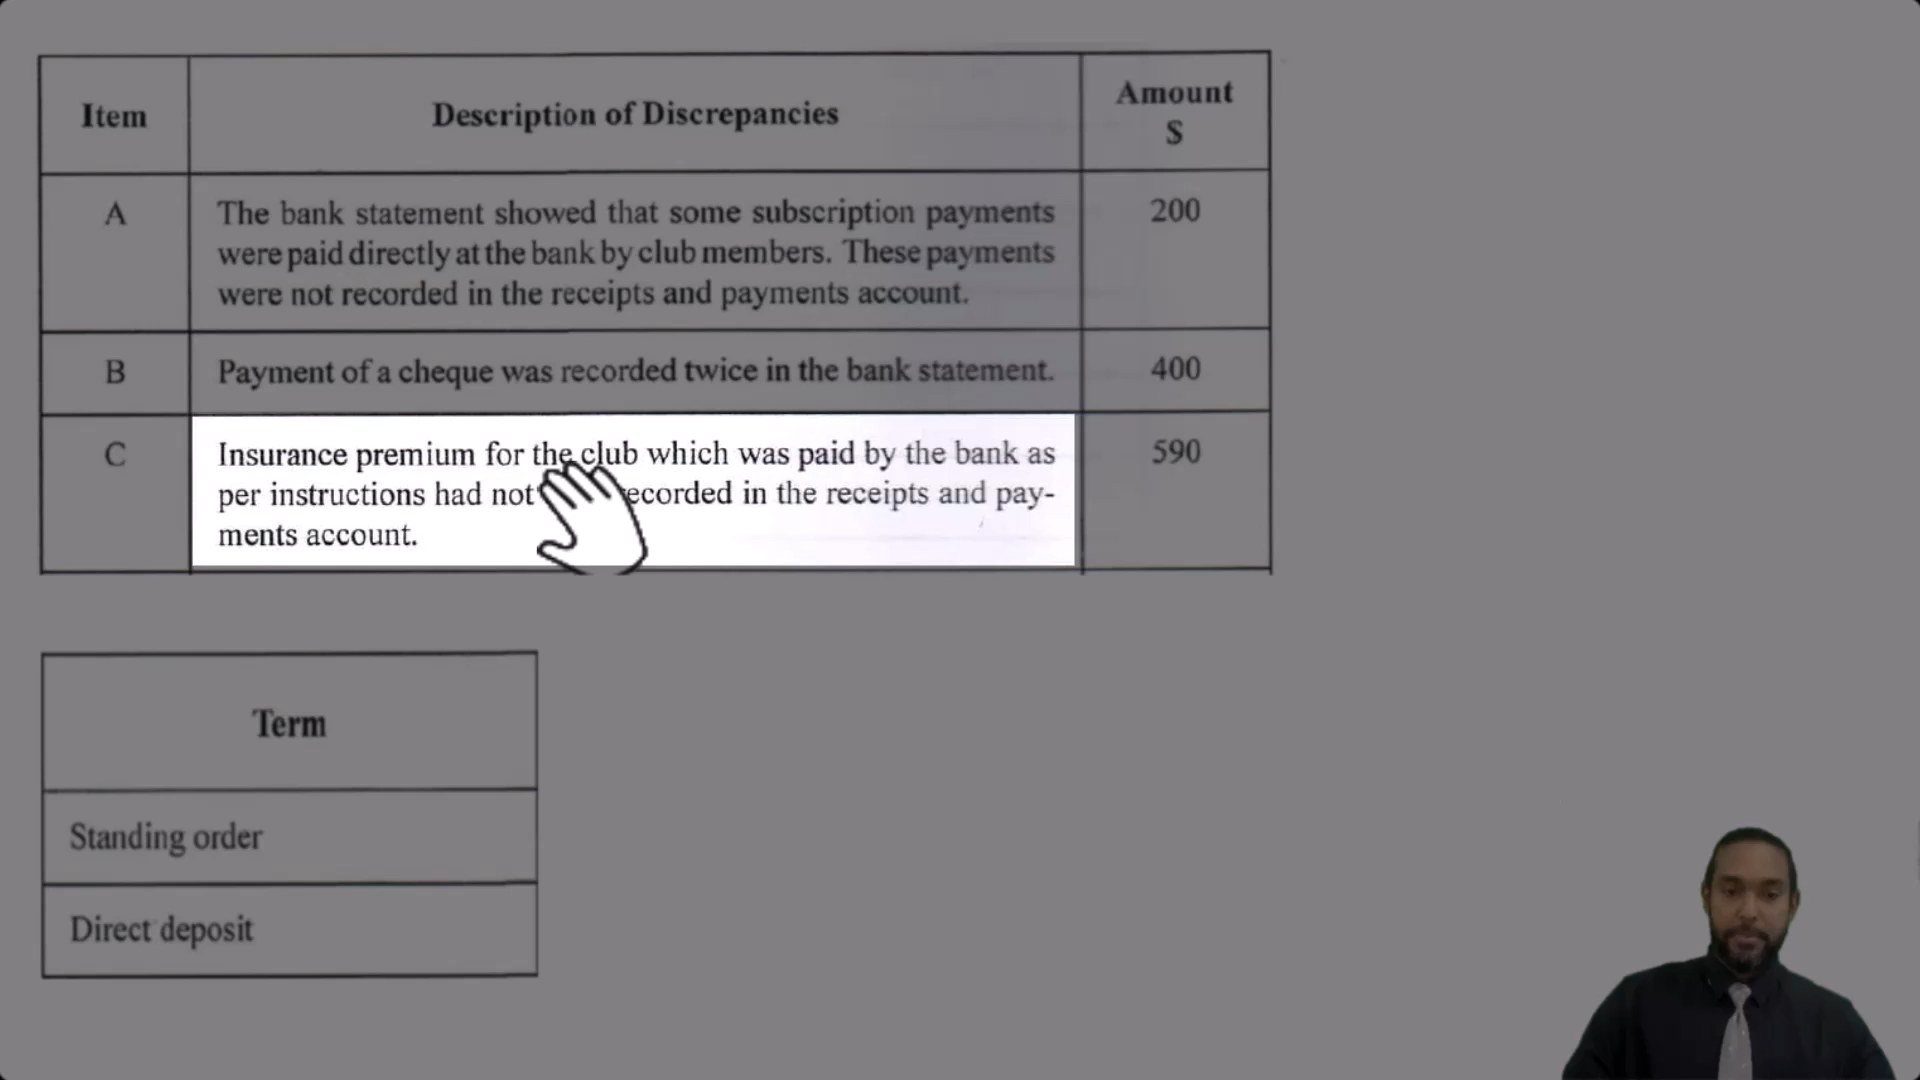 Item
Description of Discrepancies
Amount
$
A
The bank statement showed that some subscription payments
were paid directly at the bank by club members. These payments
were not recorded in the receipts and payments account.
200
B
Payment of a cheque was recorded twice in the bank statement.
400
C
Insurance premium for the club which was paid by the bank as
per instructions had not recorded in the receipts and pay-
ments account.
590
Term
Standing order
Direct deposit